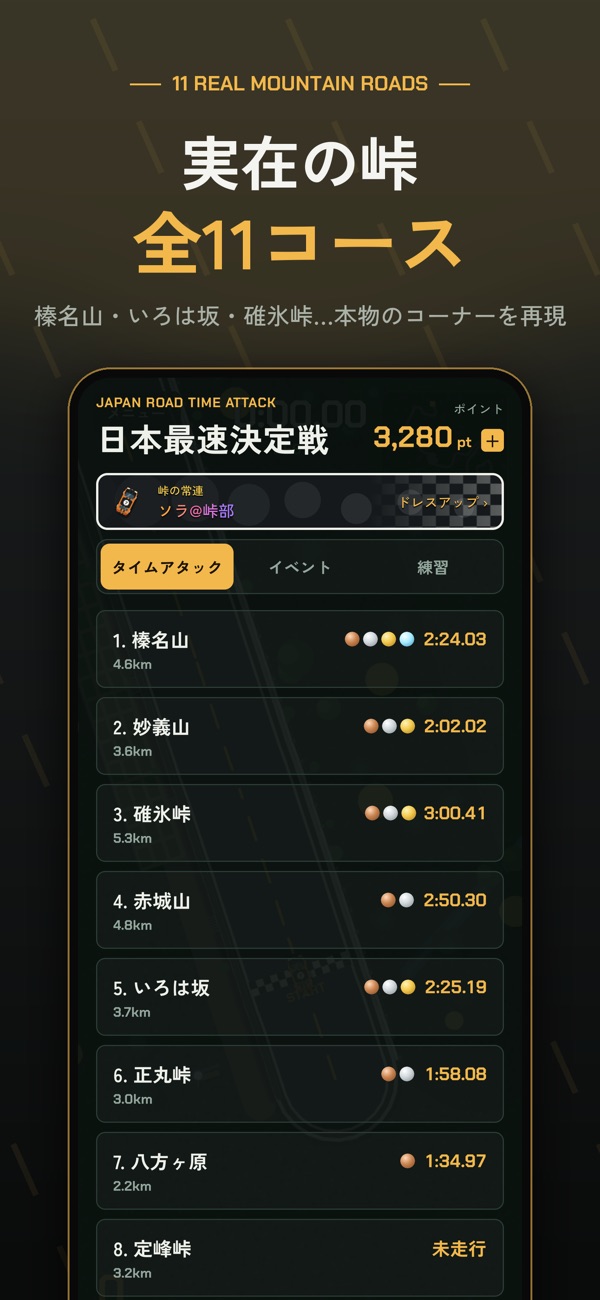 11 REAL MOUNTAIN ROADS
実在の峠
全11コース
榛名山・いろは坂・碓氷峠...本物のコーナーを再現
JAPAN ROAD TIME ATTACK
ポイント
日本最速決定戦
3,280 pt +
峠の常連
ソラ@峠部
ドレスアップ ›
タイムアタック
イベント
練習
1. 榛名山
2:24.03
4.6km
2. 妙義山
2:02.02
3.6km
3. 碓氷峠
3:00.41
5.3km
4. 赤城山
2:50.30
4.8km
5. いろは坂
2:25.19
3.7km
6. 正丸峠
1:58.08
3.0km
7. 八方ヶ原
1:34.97
2.2km
8. 定峰峠
未走行
3.2km